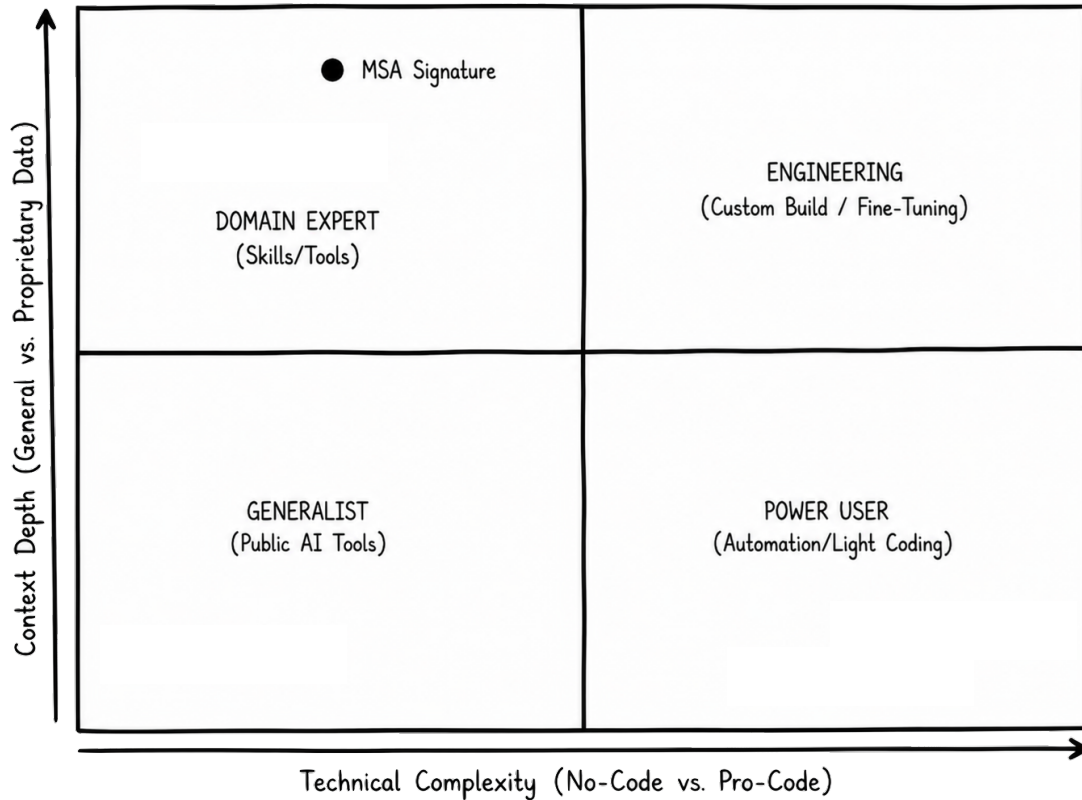 MSA Signature
ENGINEERING
(Custom Build / Fine-Tuning)
DOMAIN EXPERT
(Skills/Tools)
GENERALIST
(Public AI Tools)
POWER USER
(Automation/Light Coding)
Context Depth (General vs. Proprietary Data)
Technical Complexity (No-Code vs. Pro-Code)